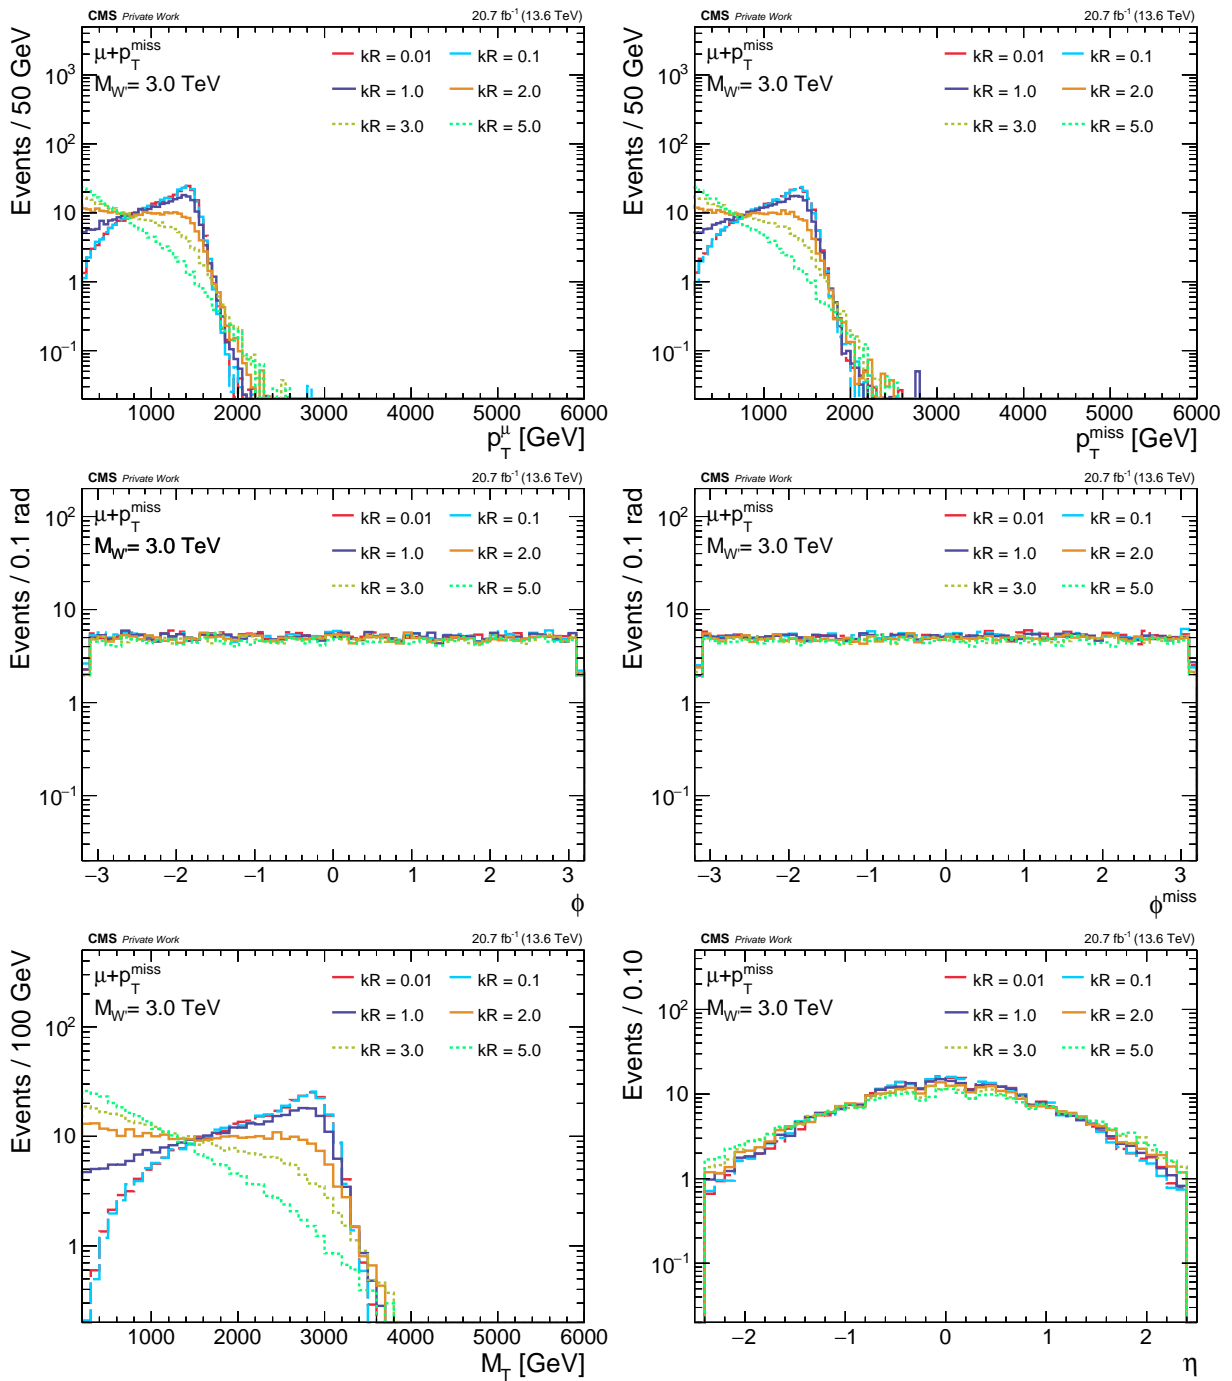 CMS Private Work 20.7 fb⁻¹ (13.6 TeV)
μ+p_T^miss
M_W'= 3.0 TeV
kR = 0.01 kR = 0.1
kR = 1.0 kR = 2.0
kR = 3.0 kR = 5.0
Events / 50 GeV
10³
10²
10
1
10⁻¹
1000 2000 3000 4000 5000 6000
p_T^μ [GeV]
CMS Private Work 20.7 fb⁻¹ (13.6 TeV)
μ+p_T^miss
M_W'= 3.0 TeV
kR = 0.01 kR = 0.1
kR = 1.0 kR = 2.0
kR = 3.0 kR = 5.0
Events / 50 GeV
10³
10²
10
1
10⁻¹
1000 2000 3000 4000 5000 6000
p_T^miss [GeV]
CMS Private Work 20.7 fb⁻¹ (13.6 TeV)
μ+p_T^miss
M_W'= 3.0 TeV
kR = 0.01 kR = 0.1
kR = 1.0 kR = 2.0
kR = 3.0 kR = 5.0
Events / 0.1 rad
10²
10
1
10⁻¹
−3 −2 −1 0 1 2 3
ϕ
CMS Private Work 20.7 fb⁻¹ (13.6 TeV)
μ+p_T^miss
M_W'= 3.0 TeV
kR = 0.01 kR = 0.1
kR = 1.0 kR = 2.0
kR = 3.0 kR = 5.0
Events / 0.1 rad
10²
10
1
10⁻¹
−3 −2 −1 0 1 2 3
ϕ^miss
CMS Private Work 20.7 fb⁻¹ (13.6 TeV)
μ+p_T^miss
M_W'= 3.0 TeV
kR = 0.01 kR = 0.1
kR = 1.0 kR = 2.0
kR = 3.0 kR = 5.0
Events / 100 GeV
10²
10
1
1000 2000 3000 4000 5000 6000
M_T [GeV]
CMS Private Work 20.7 fb⁻¹ (13.6 TeV)
μ+p_T^miss
M_W'= 3.0 TeV
kR = 0.01 kR = 0.1
kR = 1.0 kR = 2.0
kR = 3.0 kR = 5.0
Events / 0.10
10²
10
1
10⁻¹
−2 −1 0 1 2
η